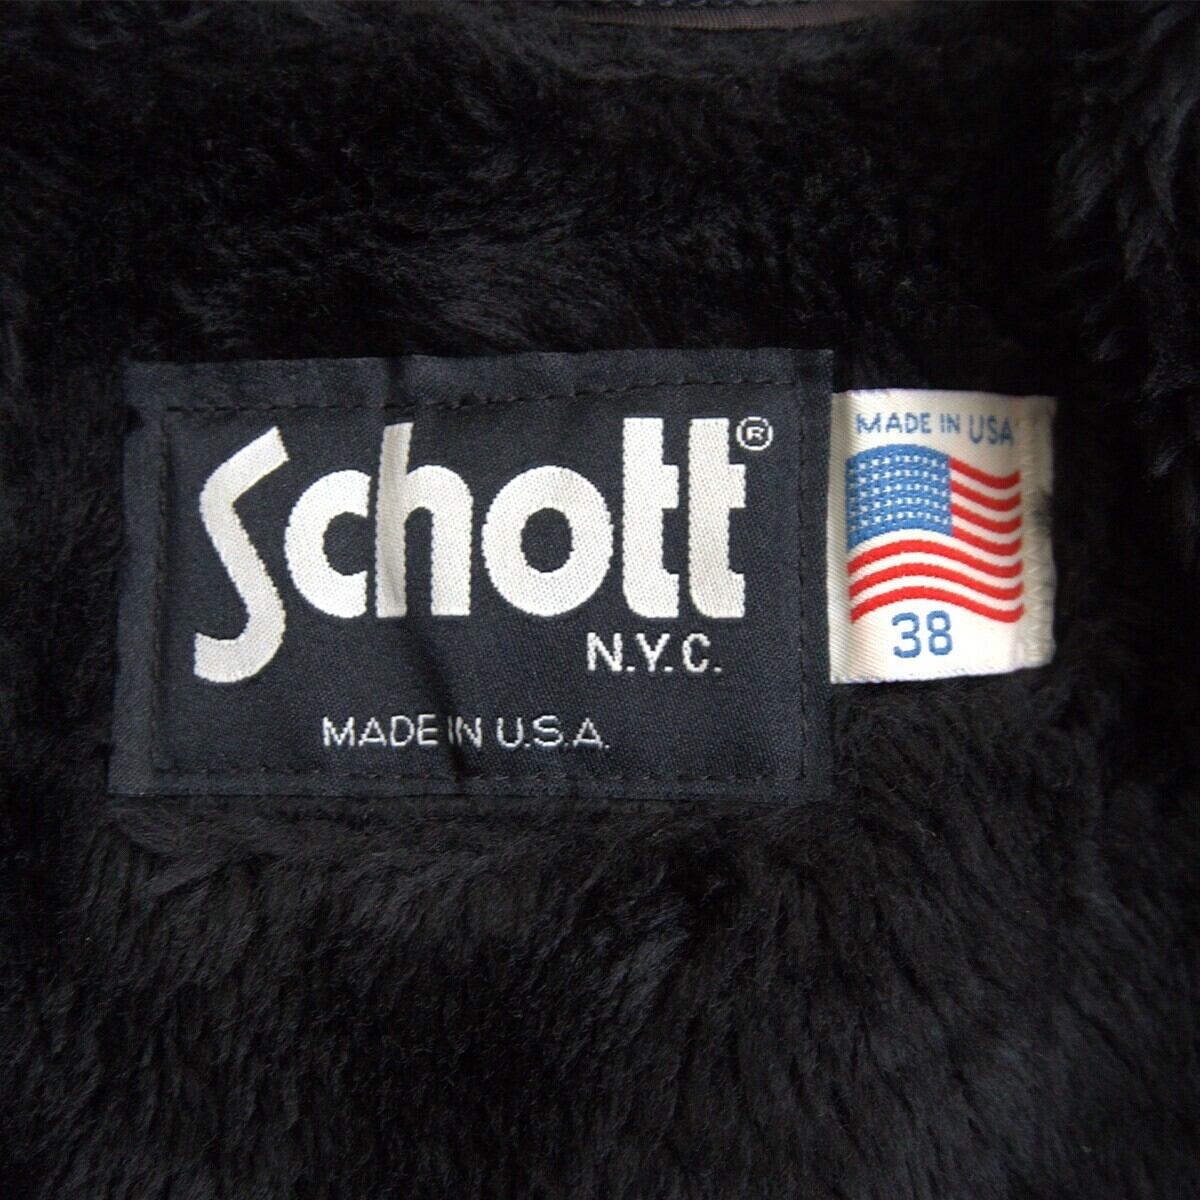 Schott®
N.Y.C.
MADE IN U.S.A.
MADE IN USA
38